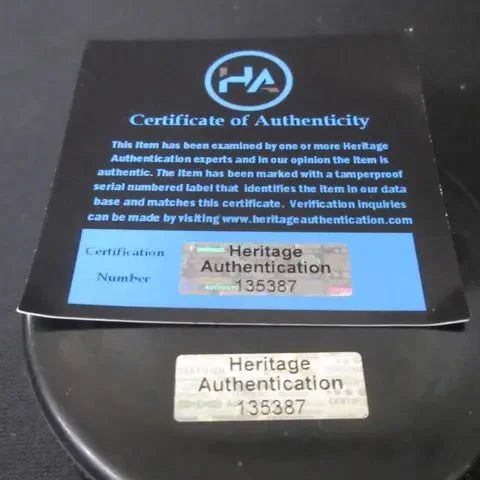 HA
Certificate of Authenticity
This item has been examined by one or more Heritage
Authentication experts and in our opinion the item is
authentic. The item has been marked with a tamperproof
serial numbered label that identifies the item in our data
base and matches this certificate. Verification inquiries
can be made by visiting www.heritageauthentication.com
Certification
Number
Heritage
Authentication
135387
Heritage
Authentication
135387